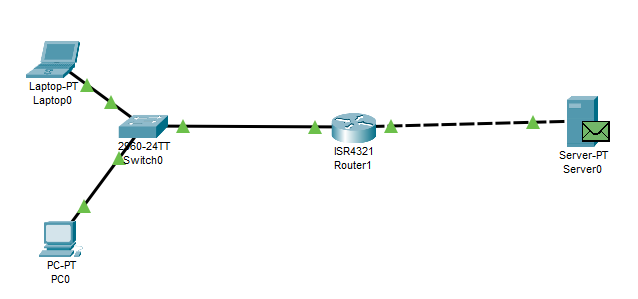 Laptop-PT
Laptop0
2960-24TT
Switch0
ISR4321
Router1
Server-PT
Server0
PC-PT
PC0